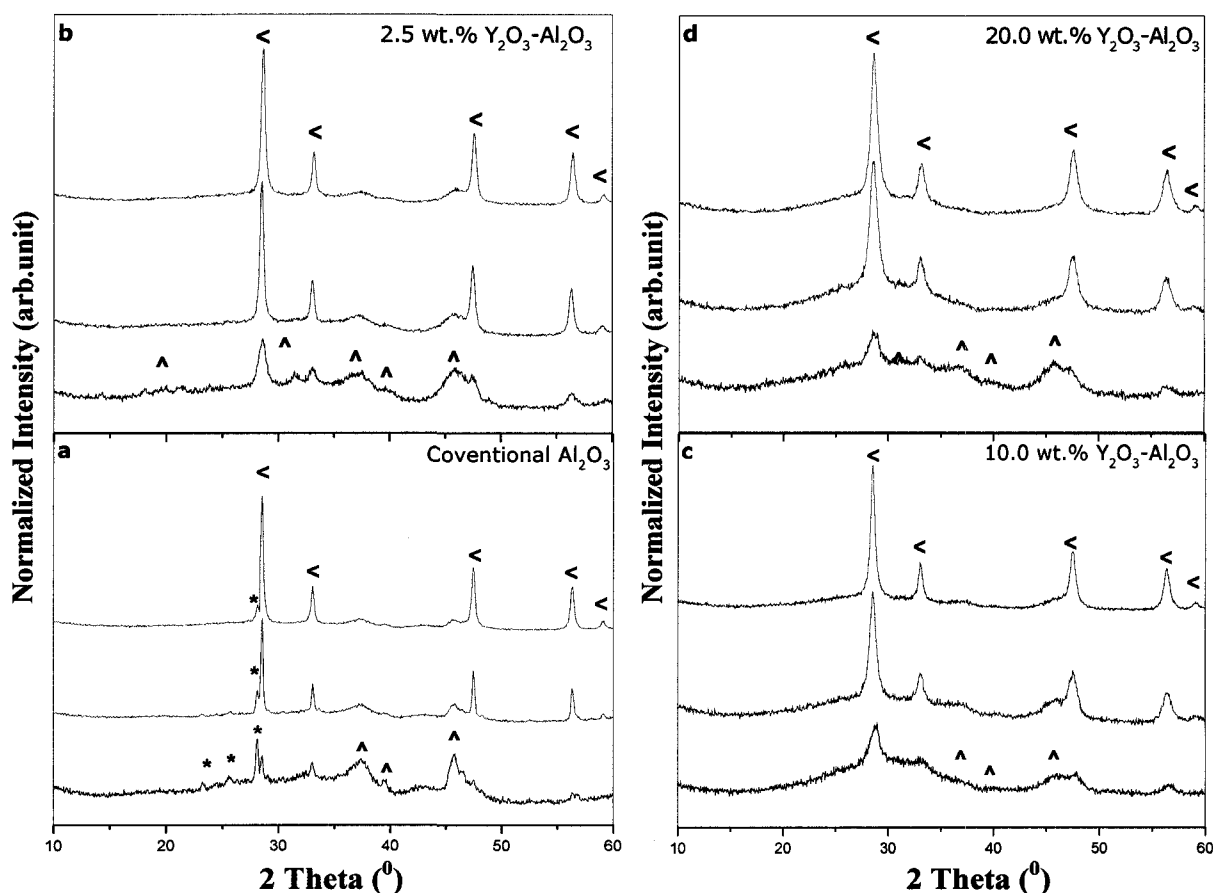 b
2.5 wt.% Y₂O₃-Al₂O₃
<
<
<
<
<
^
^
^
^
^
Normalized Intensity (arb.unit)
a
Coventional Al₂O₃
<
<
<
<
<
*
*
*
*
*
^
^
^
10 20 30 40 50 60
2 Theta (⁰)
d
20.0 wt.% Y₂O₃-Al₂O₃
<
<
<
<
<
^
^
^
^
Normalized Intensity (arb.unit)
c
10.0 wt.% Y₂O₃-Al₂O₃
<
<
<
<
<
^
^
^
10 20 30 40 50 60
2 Theta (⁰)